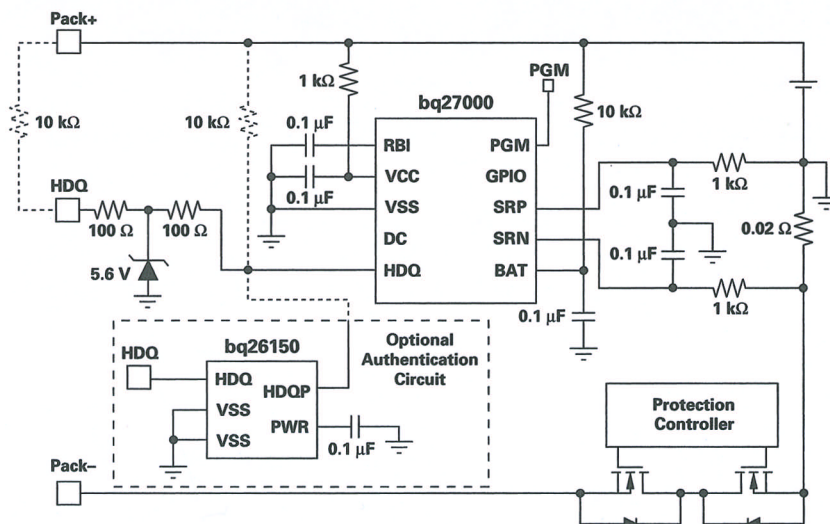 Pack+
PGM
1 kΩ
bq27000
10 kΩ
10 kΩ
10 kΩ
0.1 µF
RBI
PGM
VCC
GPIO
0.1 µF
0.1 µF
1 kΩ
HDQ
VSS
SRP
100 Ω
100 Ω
DC
SRN
0.02 Ω
0.1 µF
5.6 V
HDQ
BAT
0.1 µF
1 kΩ
Optional
Authentication
Circuit
HDQ
bq26150
HDQ
HDQP
VSS
VSS
PWR
0.1 µF
Protection
Controller
Pack–